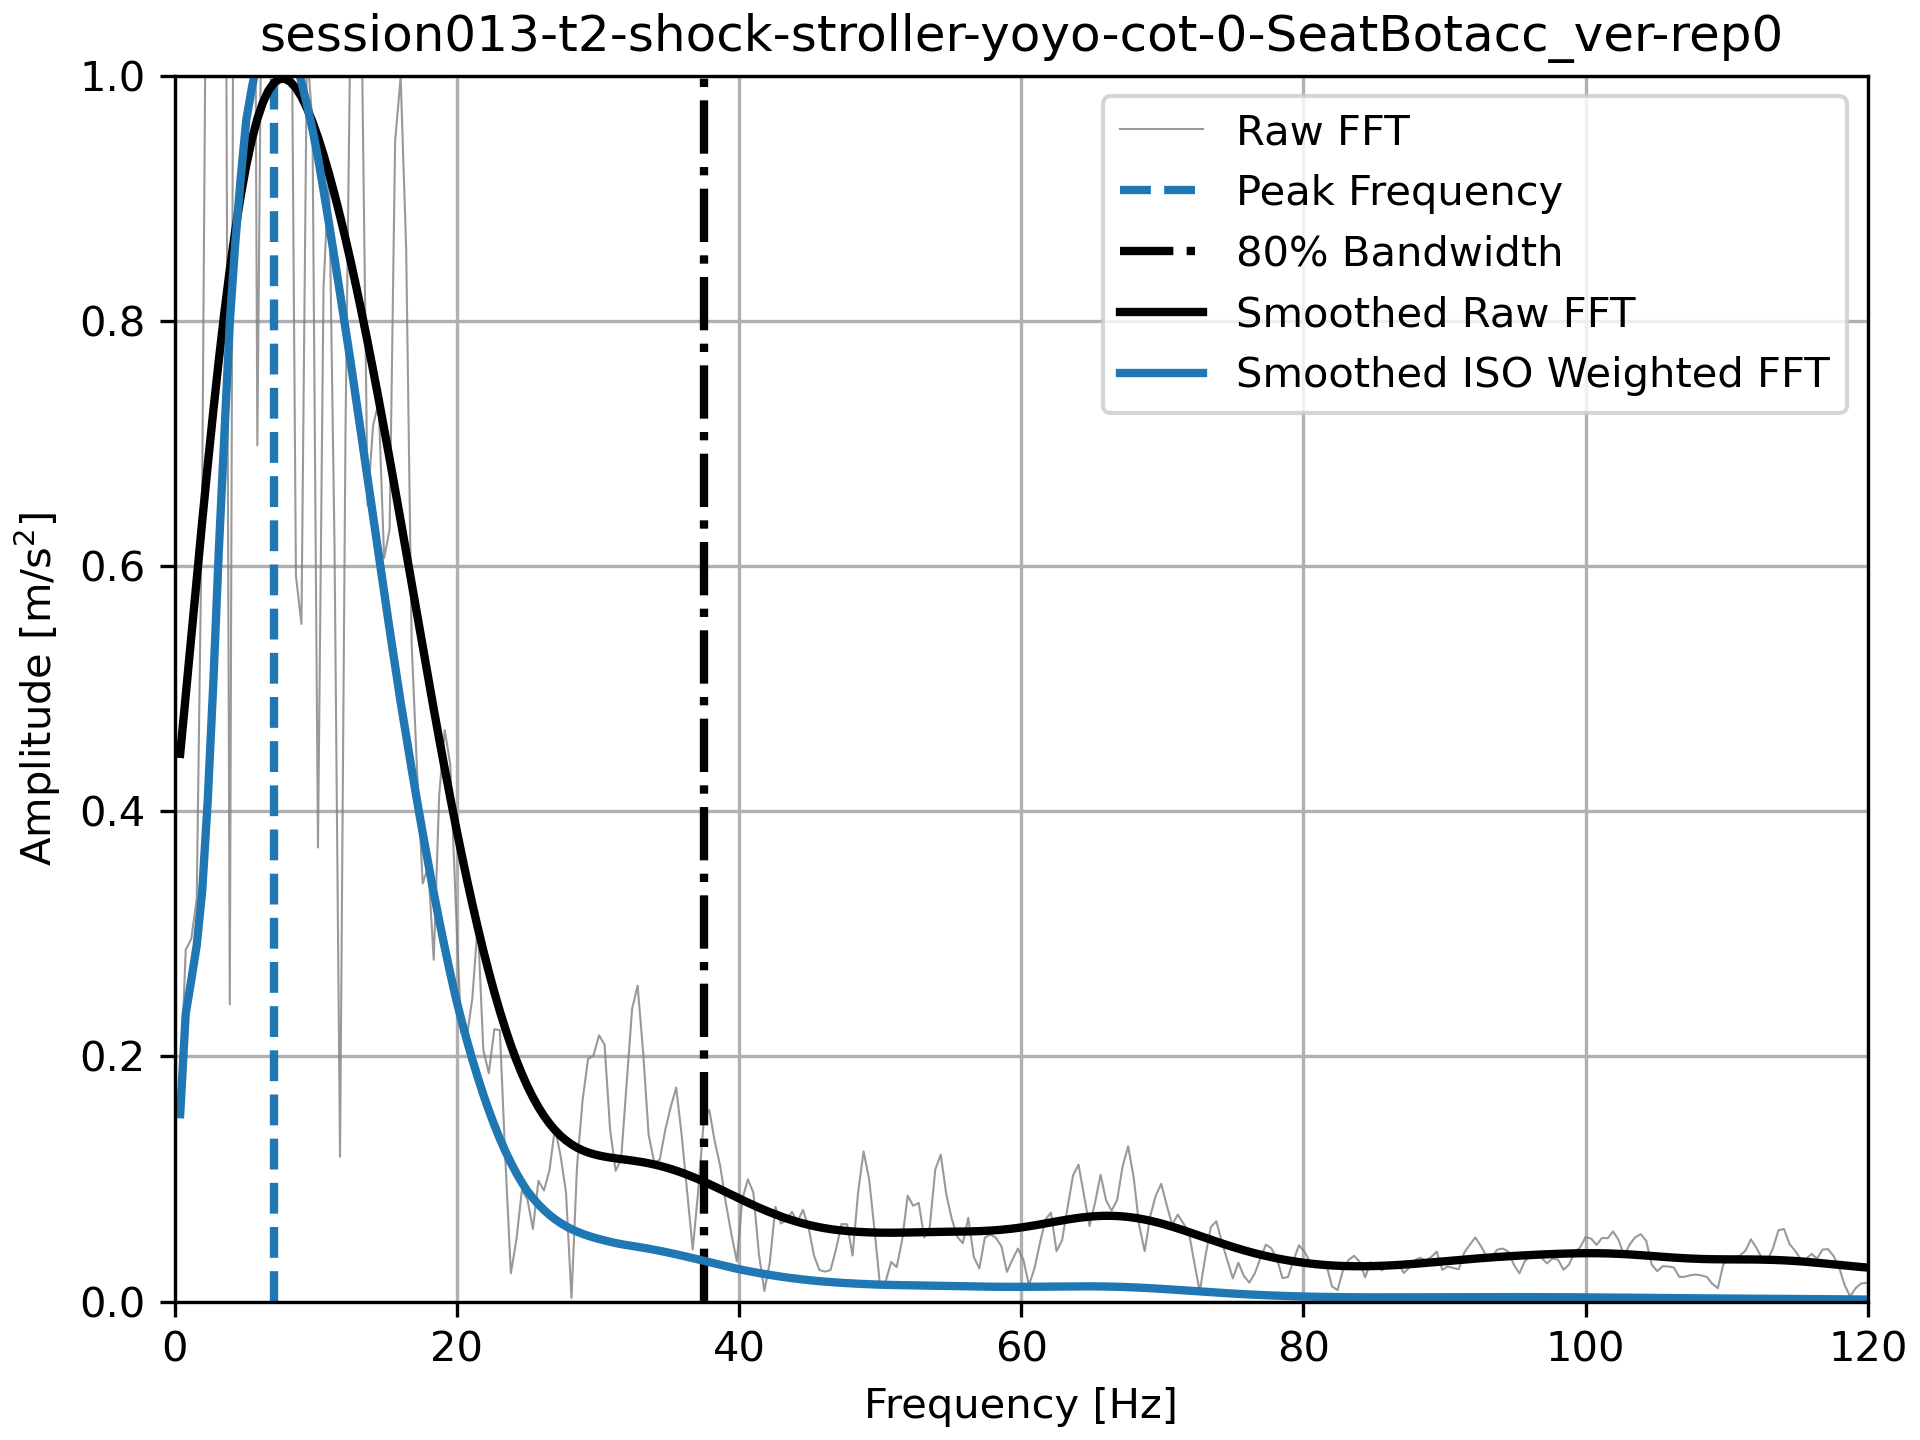 session013-t2-shock-stroller-yoyo-cot-0-SeatBotacc_ver-rep0
1.0
0.8
0.6
0.4
0.2
0.0
Amplitude [m/s²]
Raw FFT
Peak Frequency
80% Bandwidth
Smoothed Raw FFT
Smoothed ISO Weighted FFT
0 20 40 60 80 100 120
Frequency [Hz]